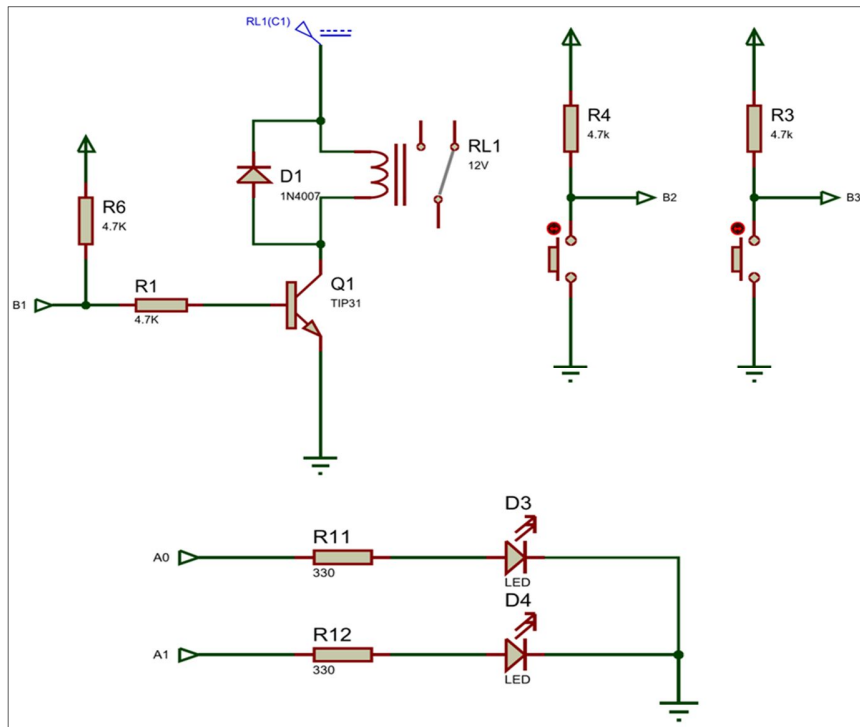 RL1(C1)
R6
4.7K
B1
R1
4.7K
D1
1N4007
RL1
12V
Q1
TIP31
R4
4.7k
B2
R3
4.7k
B3
A0
R11
330
D3
LED
A1
R12
330
D4
LED